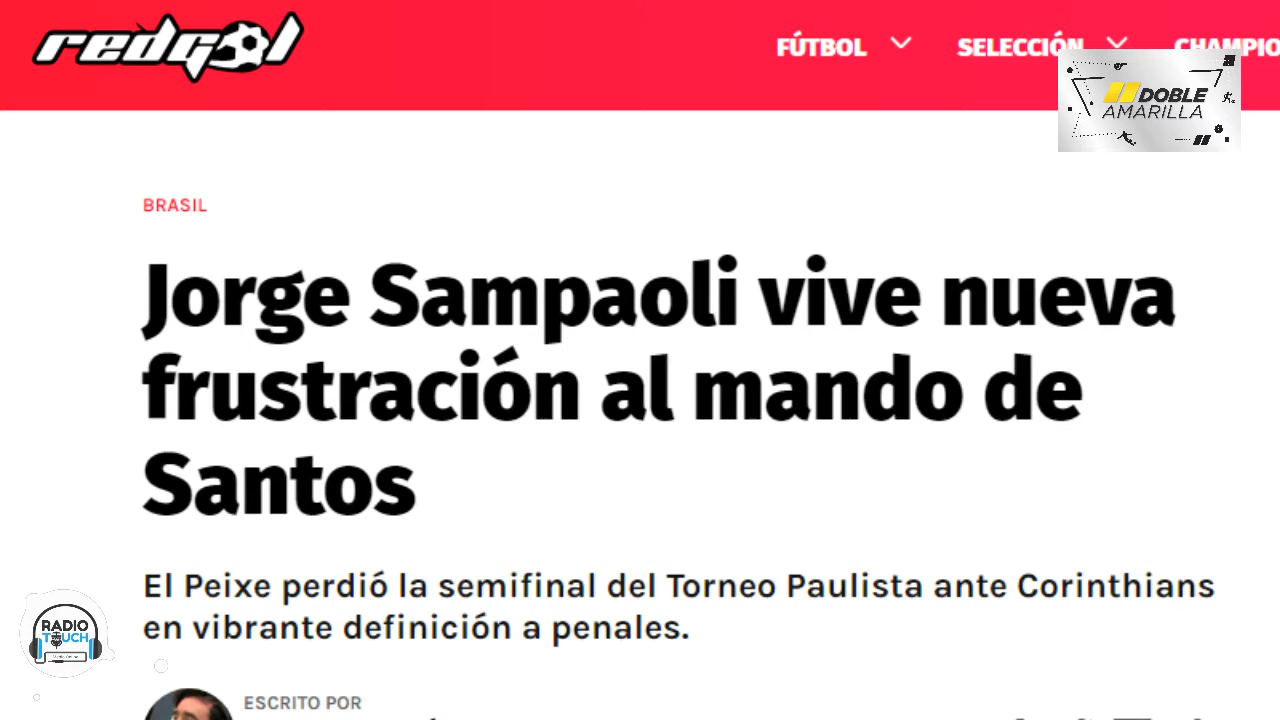 redgol
FÚTBOL
SELECCIÓN
CHAMPIO
DOBLE
AMARILLA
BRASIL
Jorge Sampaoli vive nueva
frustración al mando de
Santos
El Peixe perdió la semifinal del Torneo Paulista ante Corinthians
en vibrante definición a penales.
RADIO
TOUCH
ESCRITO POR